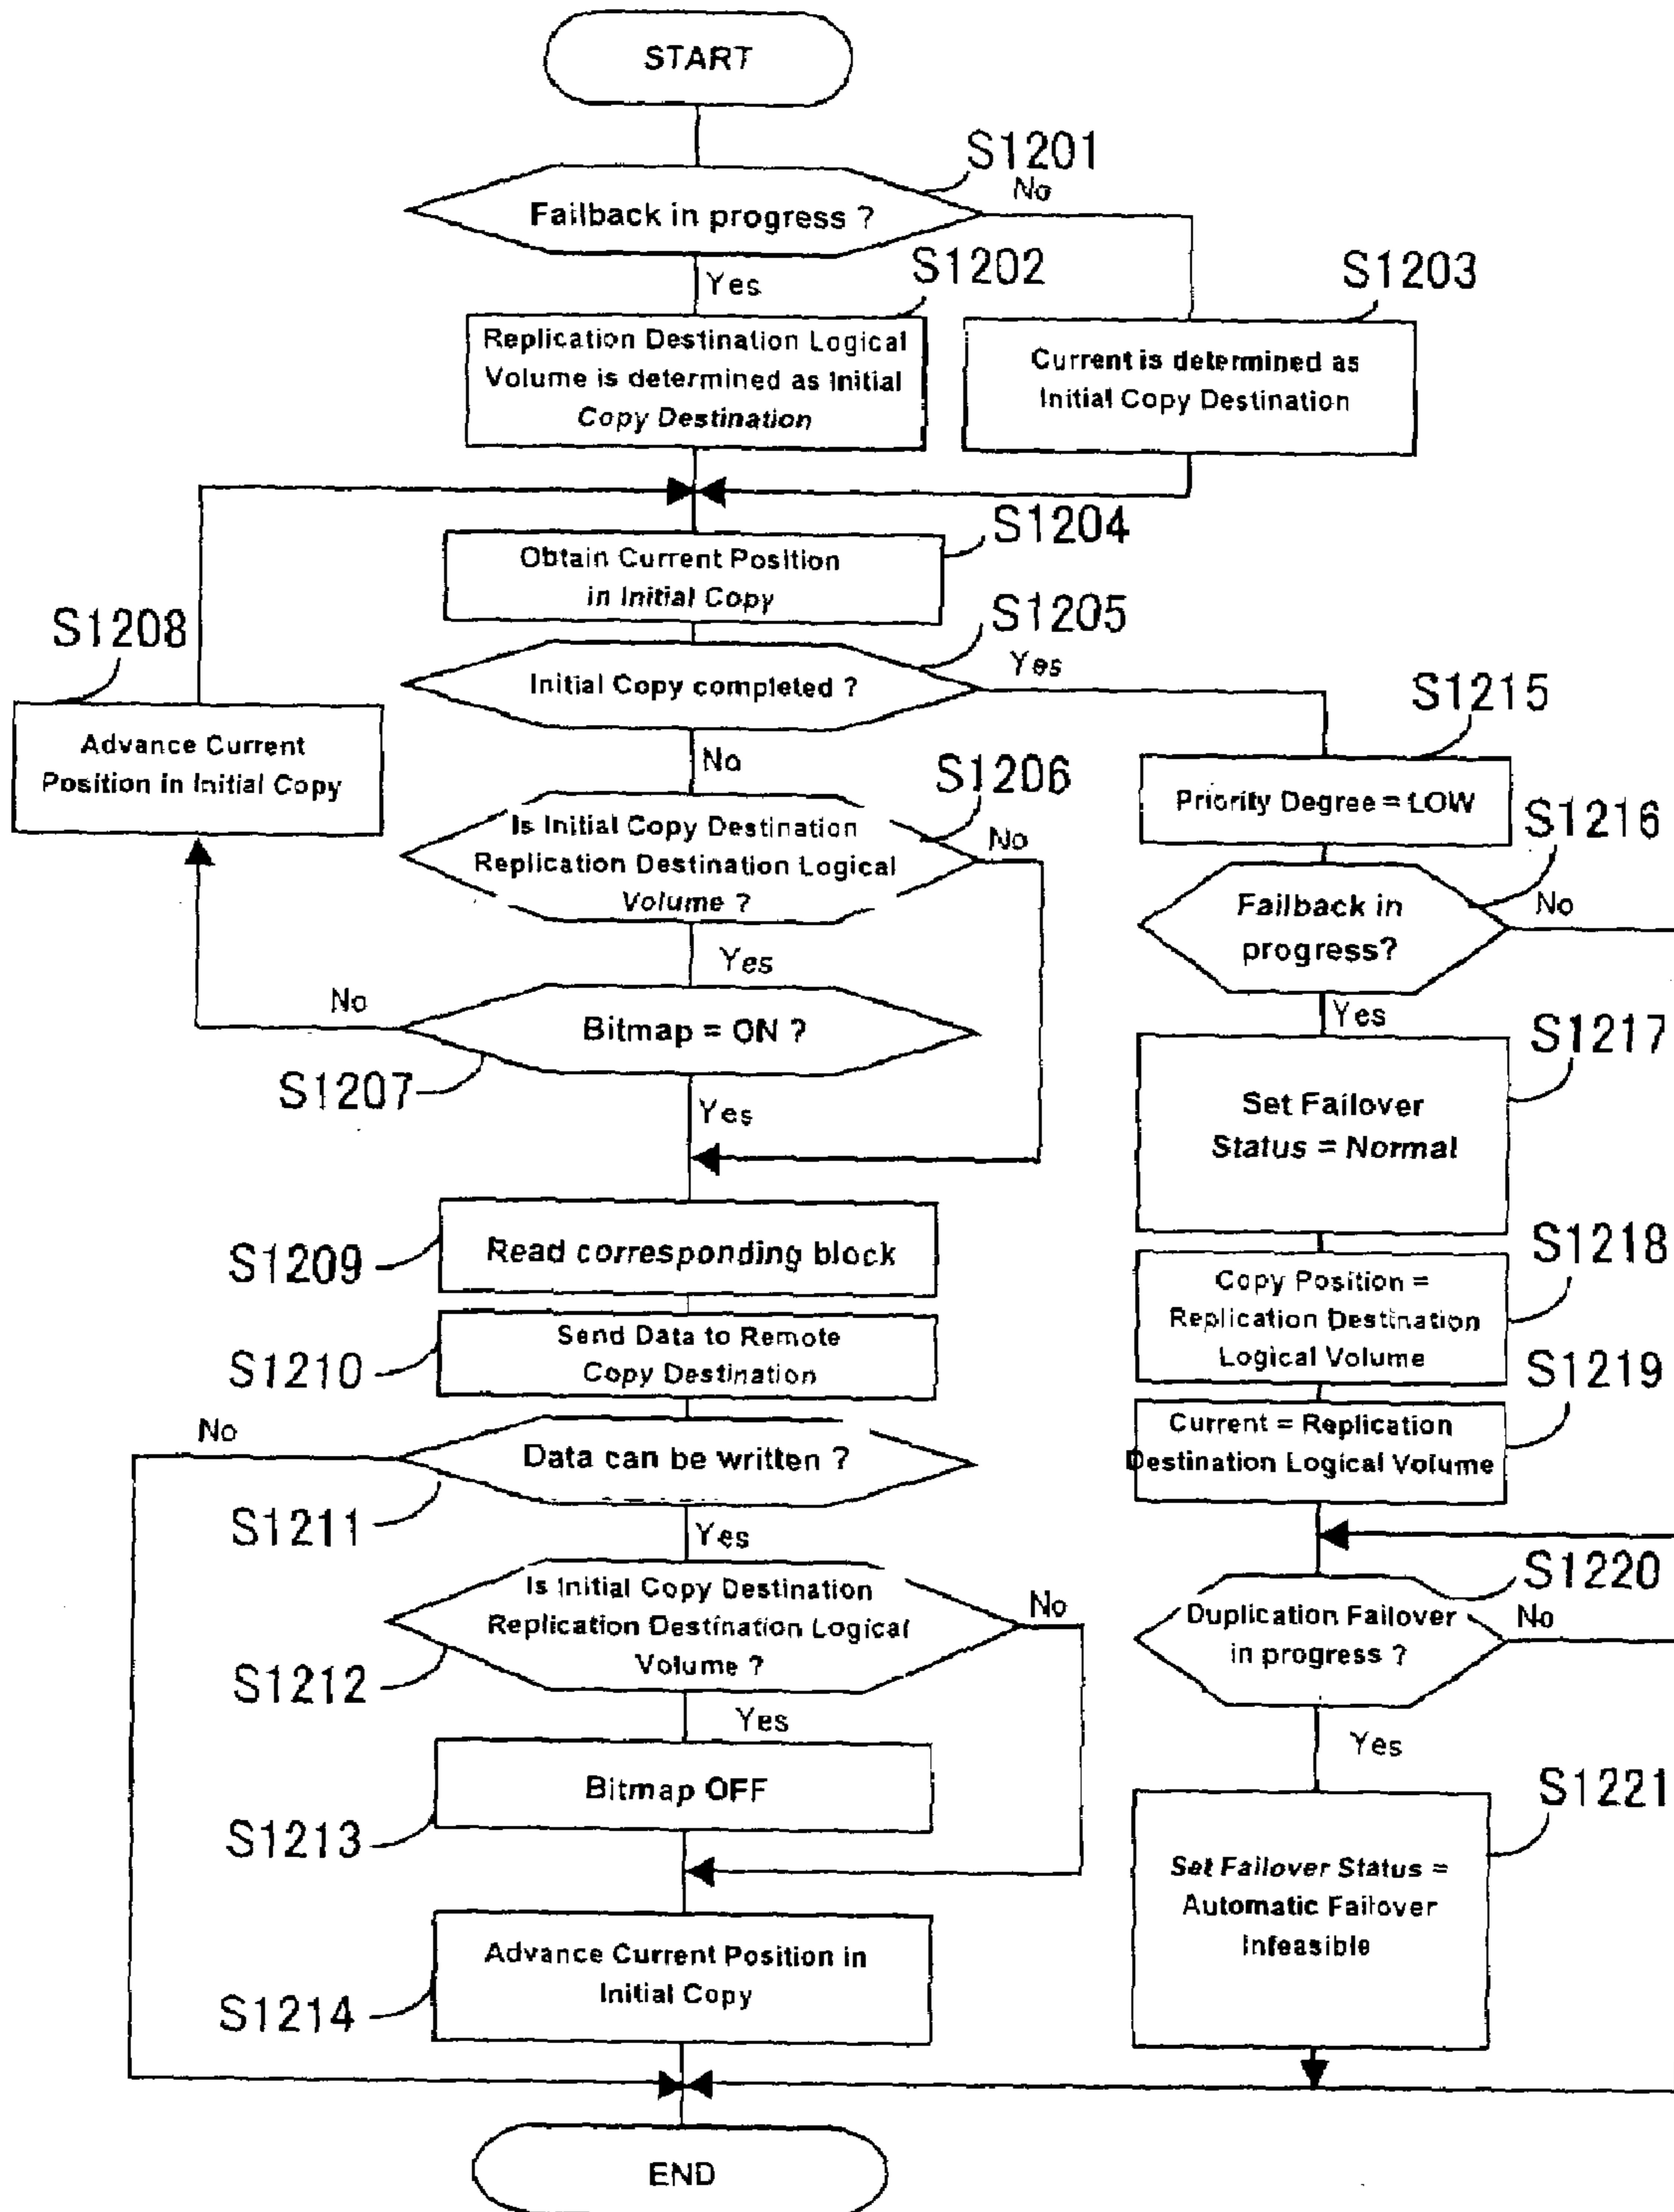 START
S1201
No
Failback in progress ?
Yes
S1202
S1203
Replication Destination Logical
Volume is determined as Initial
Copy Destination
Current is determined as
Initial Copy Destination
S1204
Obtain Current Position
in Initial Copy
S1205
Initial Copy completed ?
Yes
No
S1208
Advance Current
Position in Initial Copy
S1206
Is Initial Copy Destination
Replication Destination Logical
Volume ?
No
Yes
Bitmap = ON ?
No
S1207
Yes
S1209
Read corresponding block
S1210
Send Data to Remote
Copy Destination
No
Data can be written ?
S1211
Yes
Is Initial Copy Destination
Replication Destination Logical
Volume ?
No
S1212
Yes
Bitmap OFF
S1213
Advance Current Position in
Initial Copy
S1214
S1215
Priority Degree = LOW
S1216
Failback in
progress?
No
Yes
S1217
Set Failover
Status = Normal
S1218
Copy Position =
Replication Destination
Logical Volume
S1219
Current = Replication
Destination Logical Volume
S1220
Duplication Failover
in progress ?
No
Yes
S1221
Set Failover Status =
Automatic Failover
Infeasible
END